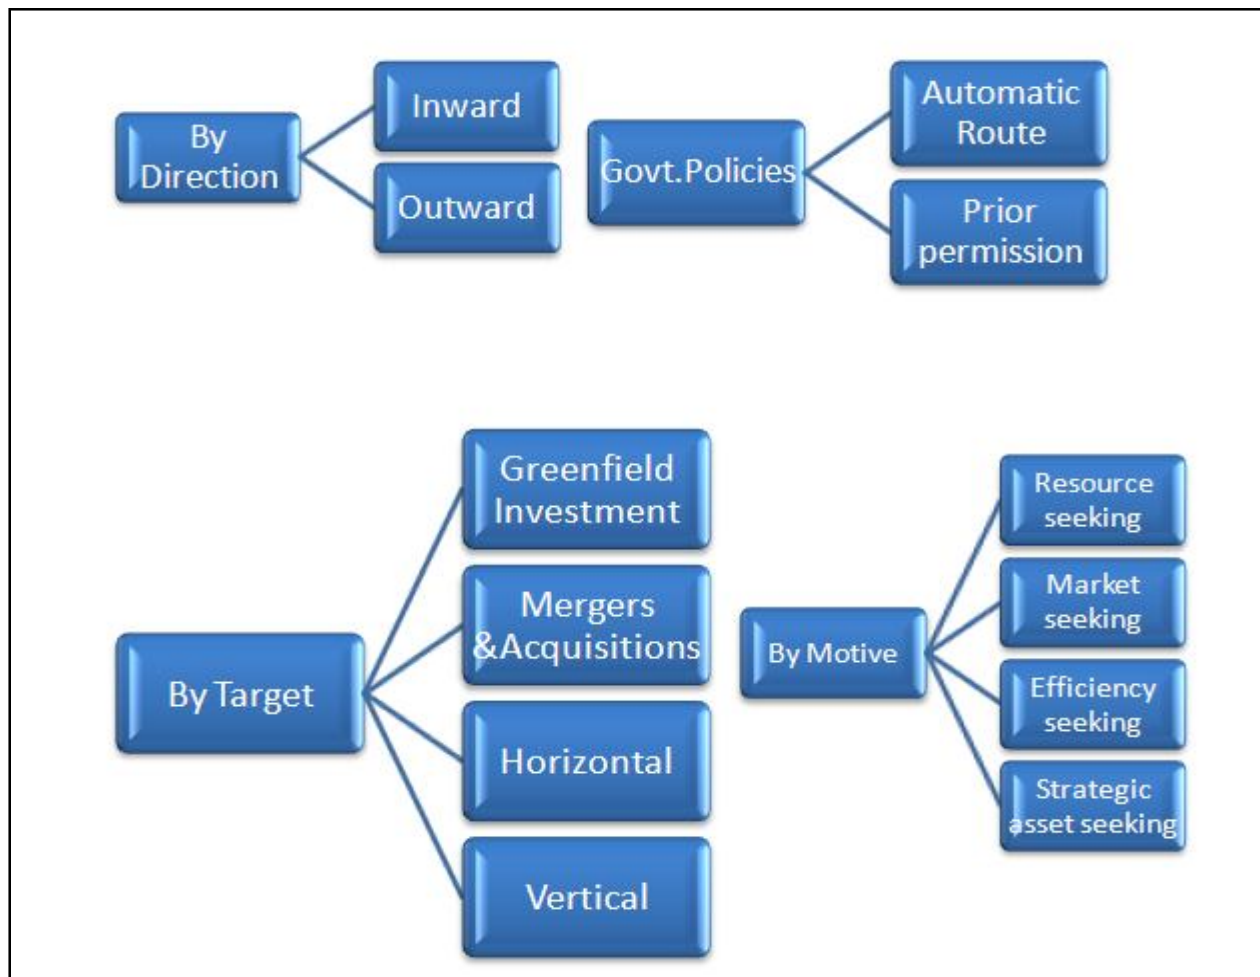 By
Direction
Inward
Outward
Govt.Policies
Automatic
Route
Prior
permission
By Target
Greenfield
Investment
Mergers
&Acquisitions
Horizontal
Vertical
By Motive
Resource
seeking
Market
seeking
Efficiency
seeking
Strategic
asset seeking